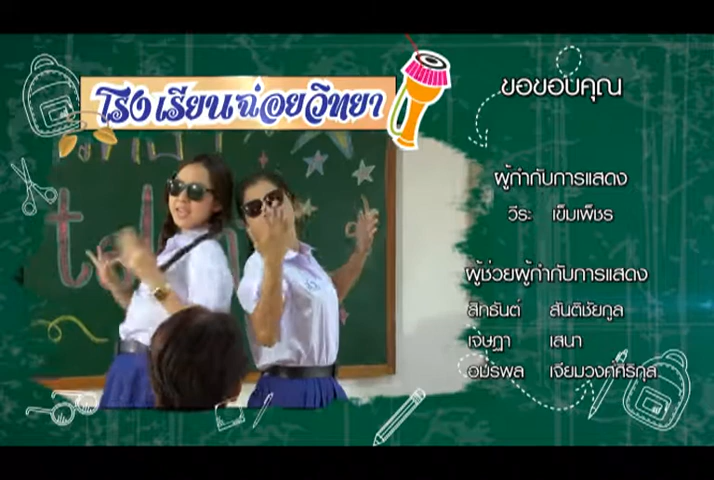 โรงเรียนฉ่อยวิทยา
ขอขอบคุณ
ผู้กำกับการแสดง
วีระ เข็มเพ็ชร
ผู้ช่วยผู้กำกับการแสดง
สิทธันต์ สันติชัยกูล
เจษฎา เสนา
อมรพล เจียมวงค์ศิริกุล